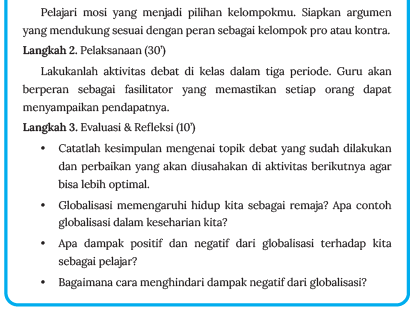 Pelajari mosi yang menjadi pilihan kelompokmu. Siapkan argumen
yang mendukung sesuai dengan peran sebagai kelompok pro atau kontra.
Langkah 2. Pelaksanaan (30')
Lakukanlah aktivitas debat di kelas dalam tiga periode. Guru akan
berperan sebagai fasilitator yang memastikan setiap orang dapat
menyampaikan pendapatnya.
Langkah 3. Evaluasi & Refleksi (10')
• Catatlah kesimpulan mengenai topik debat yang sudah dilakukan
dan perbaikan yang akan diusahakan di aktivitas berikutnya agar
bisa lebih optimal.
• Globalisasi memengaruhi hidup kita sebagai remaja? Apa contoh
globalisasi dalam keseharian kita?
• Apa dampak positif dan negatif dari globalisasi terhadap kita
sebagai pelajar?
• Bagaimana cara menghindari dampak negatif dari globalisasi?